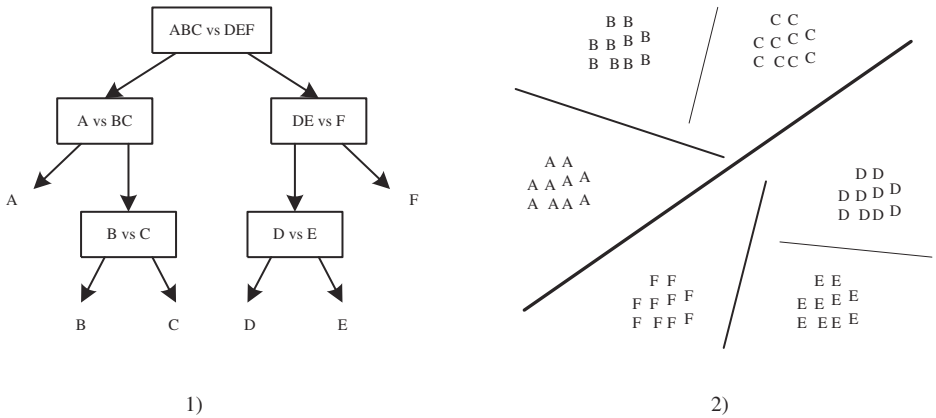 ABC vs DEF
A vs BC
DE vs F
A
F
B vs C
D vs E
B
C
D
E
1)
B B
B B B B
B B B B
C C
C C C C
C C C C
A A
A A A A
A A A A
D D
D D D D
D D D D
F F
F F F F
F F F F
E E
E E E E
E E E E
2)